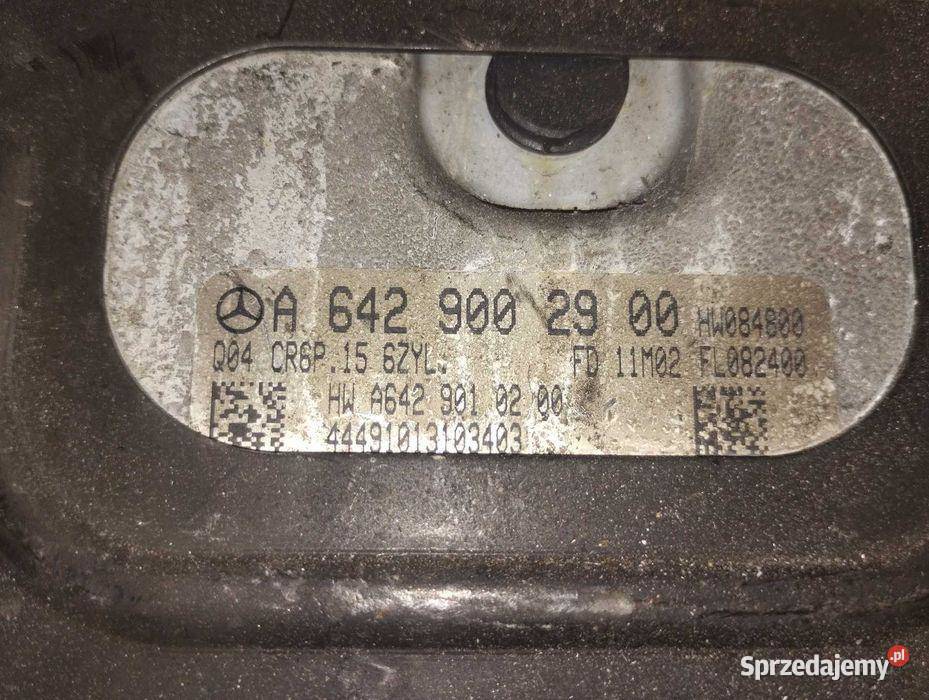 A 642 900 29 00 HW084800
Q04 CR6P.15 6ZYL. FD 11M02 FL082400
HW A642 901 02 00
44491013103403
Sprzedajemy.pl